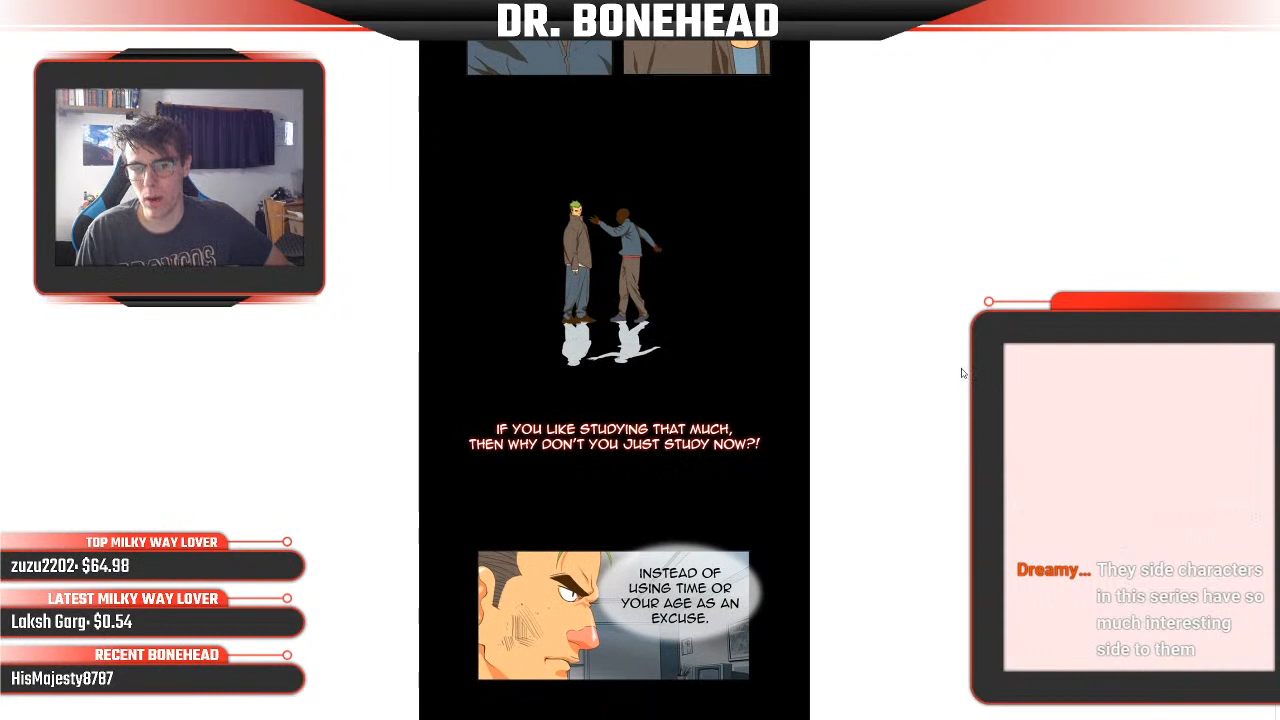 DR. BONEHEAD
IF YOU LIKE STUDYING THAT MUCH,
THEN WHY DON'T YOU JUST STUDY NOW?!
INSTEAD OF
USING TIME OR
YOUR AGE AS AN
EXCUSE.
TOP MILKY WAY LOVER
zuzu2202• $64.98
LATEST MILKY WAY LOVER
Laksh Garg• $0.54
RECENT BONEHEAD
HisMajesty8787
Dreamy... They side characters
in this series have so
much interesting
side to them
BRONCOS